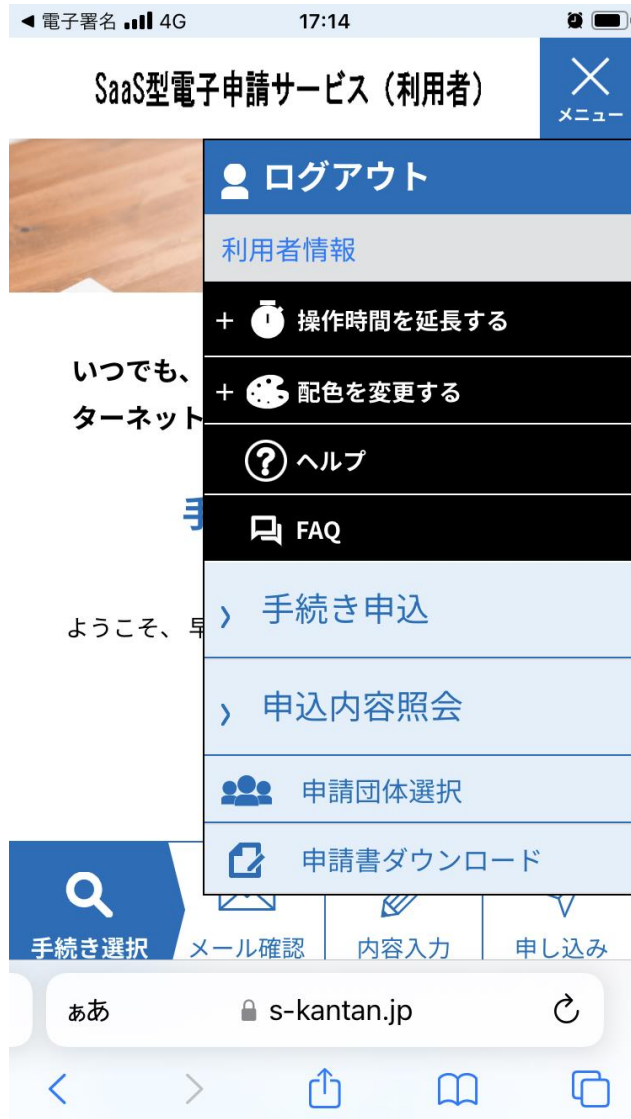 ◀ 電子署名 4G 17:14
SaaS型電子申請サービス（利用者）
メニュー
ログアウト
利用者情報
+ 操作時間を延長する
いつでも、
+ 配色を変更する
ターネット
ヘルプ
FAQ
手続き申込
ようこそ、 早
申込内容照会
申請団体選択
申請書ダウンロード
手続き選択 メール確認 内容入力 申し込み
ぁあ s-kantan.jp